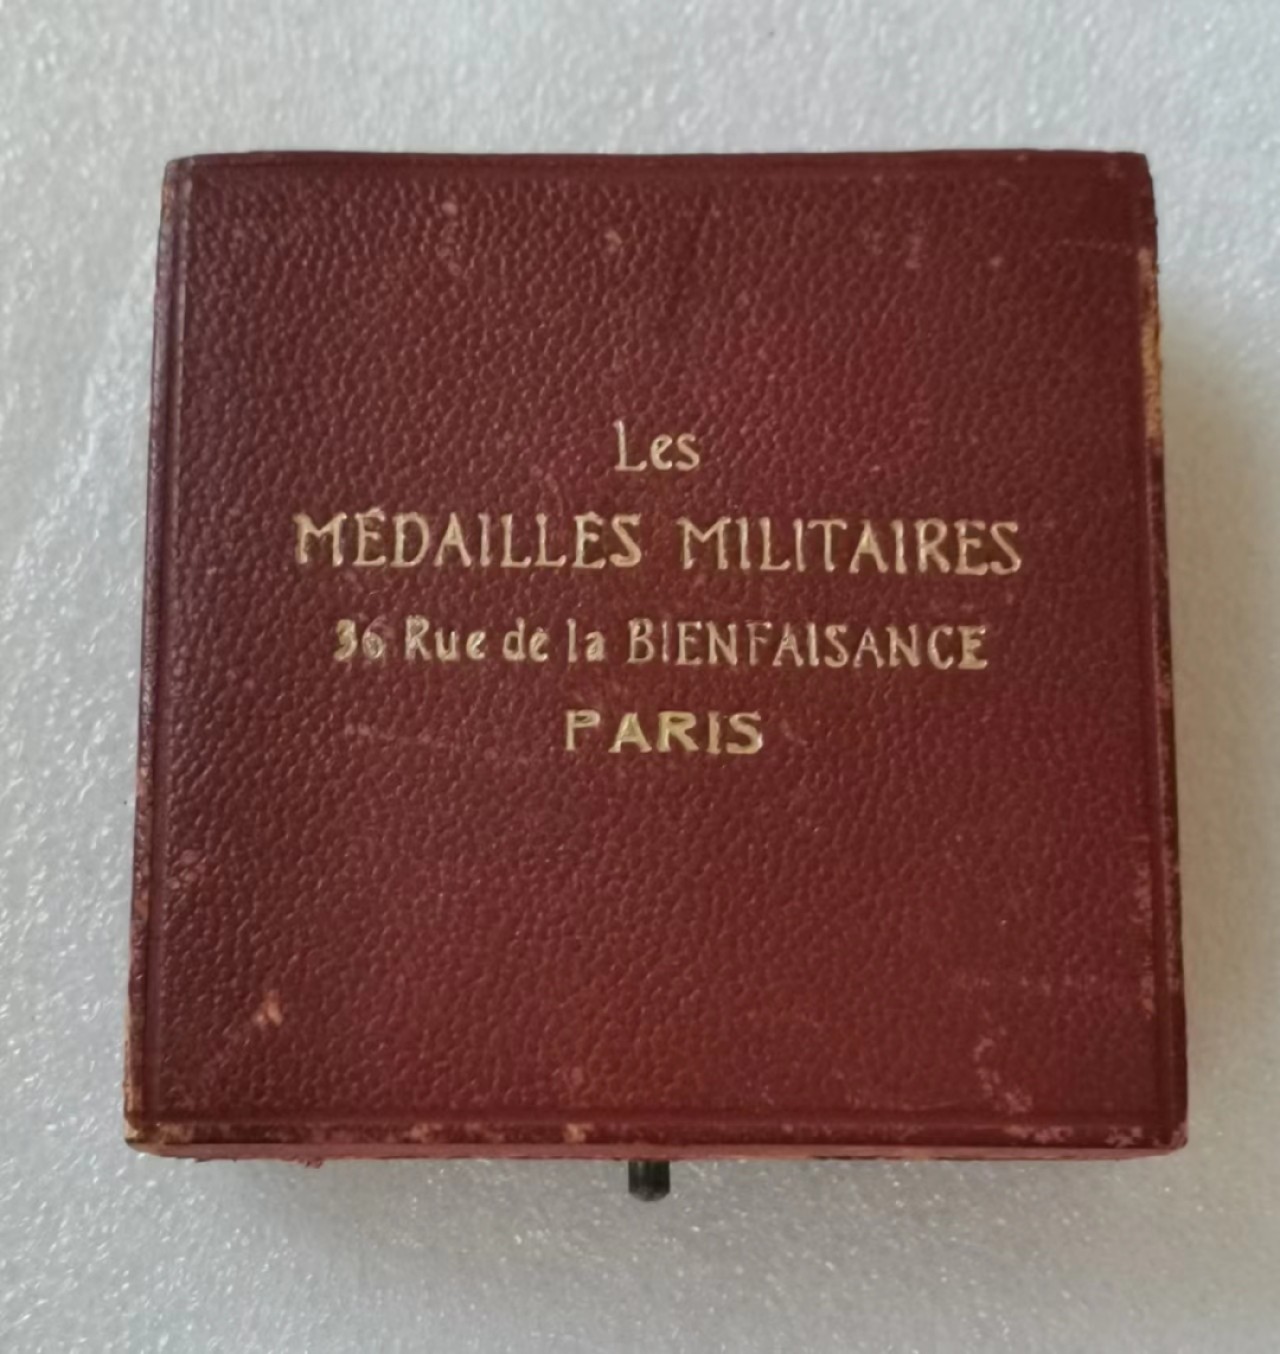 Les
MÉDAILLES MILITAIRES
36 Rue de la BIENFAISANCE
PARIS